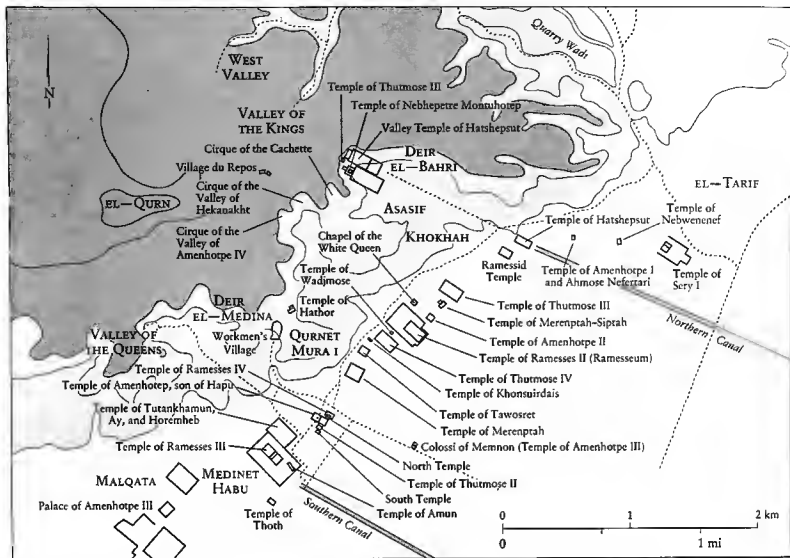 Quarry Wadi
WEST
VALLEY
N
Temple of Thutmose III
Temple of Nebhepetre Montuhotep
VALLEY OF
THE KINGS
Valley Temple of Hatshepsut
Cirque of the Cachette
DEIR
EL-BAHRI
Village du Repos
EL-TARIF
Cirque of
the Valley of
Hekanakht
EL-QURN
ASASIF
Temple of
Nebwenenef
Temple of Hatshepsut
Cirque of
the Valley of
Amenhotpe IV
KHOKHAH
Chapel of the
White Queen
Temple of
Wadjmose
Ramessid
Temple
Temple of Amenhotpe I
and Ahmose Nefertari
Temple of
Sery I
DEIR
EL-MEDINA
Temple of
Hathor
Temple of Thutmose III
Temple of Merenptah-Siptah
Northern Canal
Temple of Amenhotpe II
VALLEY OF
THE QUEENS
Workmen's
Village
QURNET
MURA I
Temple of Ramesses II (Ramesseum)
Temple of Ramesses IV
Temple of Thutmose IV
Temple of Amenhotep, son of Hapu
Temple of Khonsuirdais
Temple of Tawosret
Temple of Tutankhamun,
Ay, and Horemheb
Temple of Merenptah
Temple of Ramesses III
Colossi of Memnon (Temple of Amenhotpe III)
North Temple
MALQATA
MEDINET
HABU
Temple of Thutmose II
South Temple
Palace of Amenhotpe III
Temple of Amun
Temple of
Thoth
Southern Canal
0 1 2 km
0 1 mi